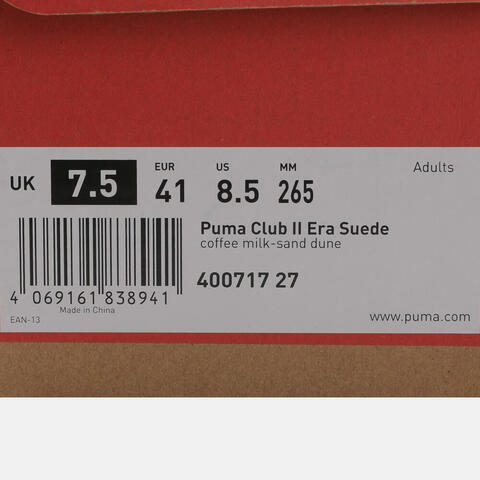 Adults
UK 7.5 EUR 41 US 8.5 MM 265
Puma Club II Era Suede
coffee milk-sand dune
400717 27
4 069161 838941
Made in China
EAN-13
www.puma.com